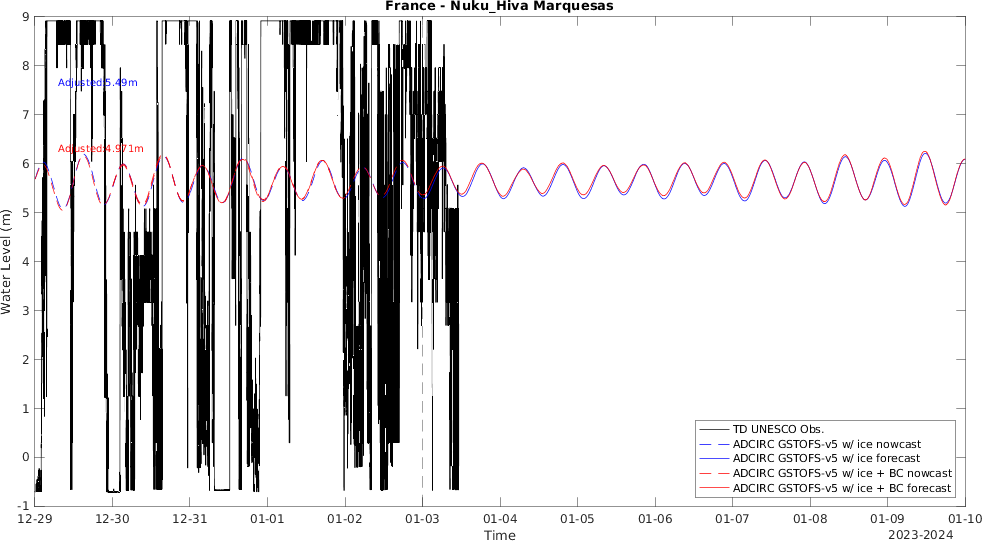 France - Nuku_Hiva Marquesas
9
8
7
6
5
4
3
2
1
0
-1
Water Level (m)
Adjusted:5.49m
Adjusted:4.971m
TD UNESCO Obs.
ADCIRC GSTOFS-v5 w/ ice nowcast
ADCIRC GSTOFS-v5 w/ ice forecast
ADCIRC GSTOFS-v5 w/ ice + BC nowcast
ADCIRC GSTOFS-v5 w/ ice + BC forecast
12-29 12-30 12-31 01-01 01-02 01-03 01-04 01-05 01-06 01-07 01-08 01-09 01-10
Time
2023-2024